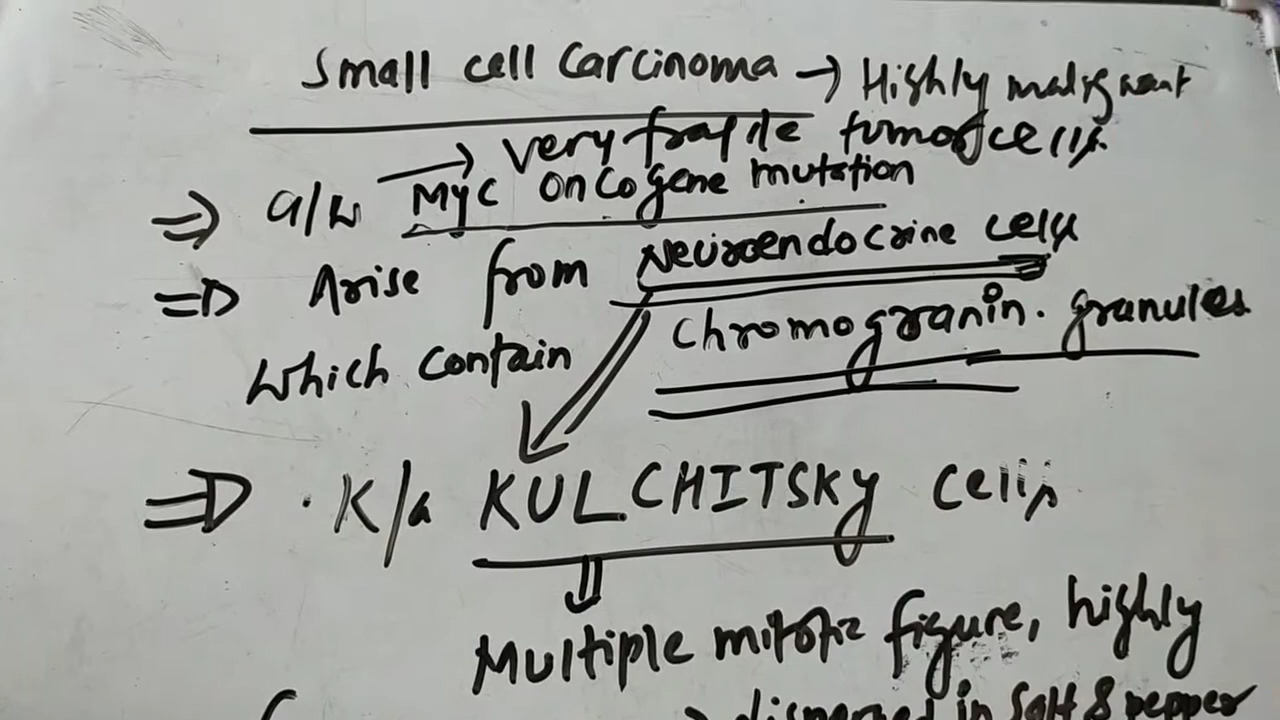 Small cell Carcinoma → Highly malignant
→ very fragile tumor cells
⇒ a/w Myc oncogene mutation
⇒ Arise from Neuroendocrine cells
which contain Chromogranin. granules
⇒ . K/a KULCHITSKY cells
Multiple mitotic figure, highly
dispersed in Salt & pepper